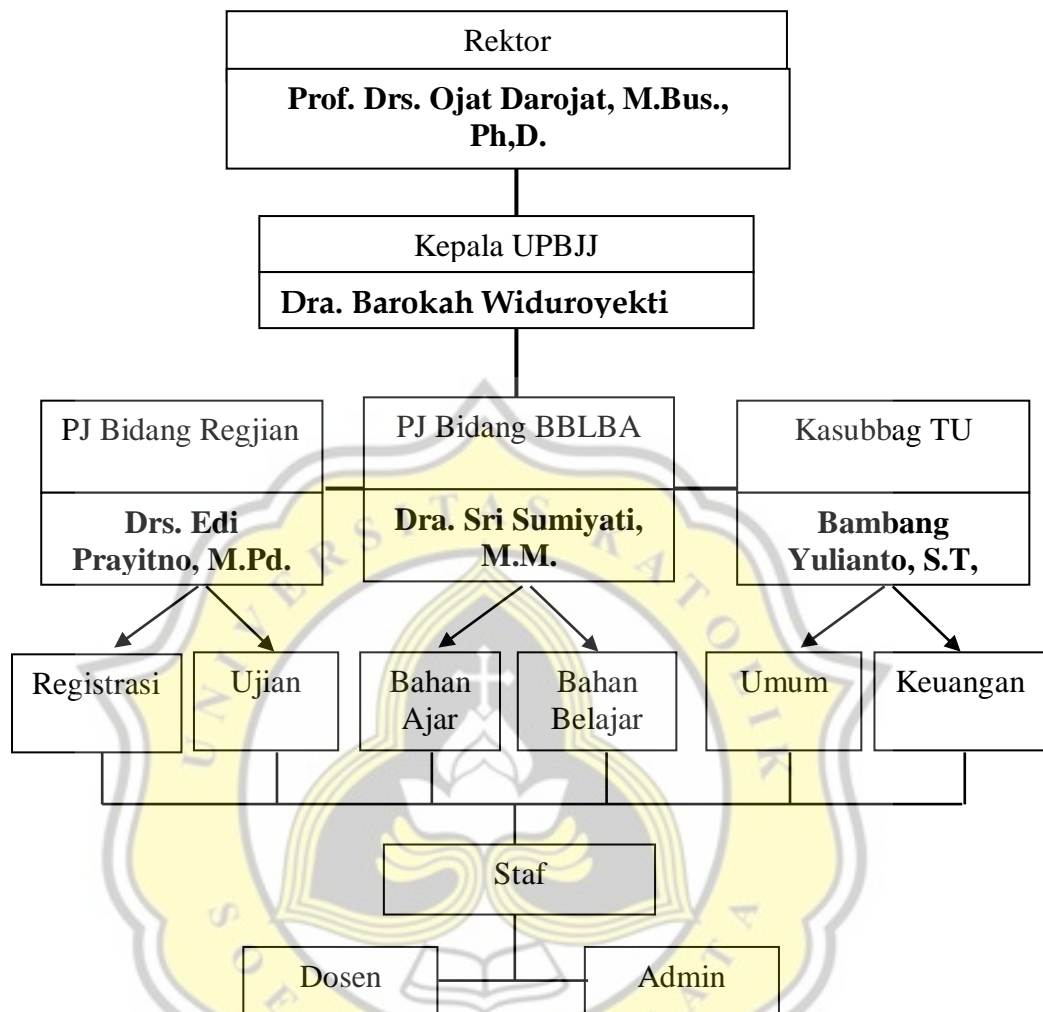 Rektor
Prof. Drs. Ojat Darojat, M.Bus.,
Ph,D.
Kepala UPBJJ
Dra. Barokah Widuroyekti
PJ Bidang Regjian
PJ Bidang BBLBA
Kasubbag TU
Drs. Edi
Prayitno, M.Pd.
Dra. Sri Sumiyati,
M.M.
Bambang
Yulianto, S.T,
Registrasi
Ujian
Bahan
Ajar
Bahan
Belajar
Umum
Keuangan
Staf
Dosen
Admin
UNIVERSITAS KATOLIK